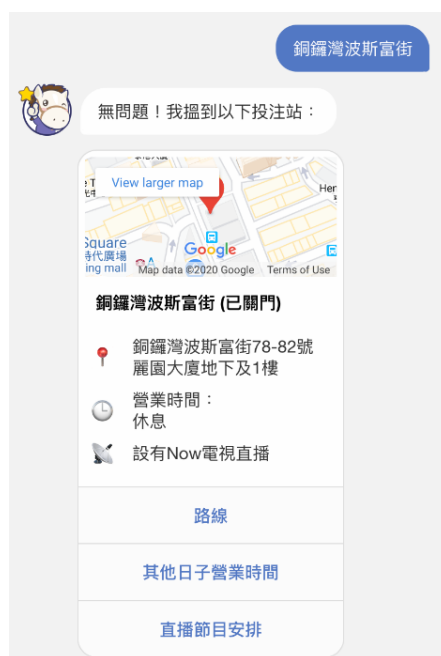 銅鑼灣波斯富街
無問題！我搵到以下投注站：
View larger map
Square
時代廣場
ing mall
Google
Map data ©2020 Google
Terms of Use
銅鑼灣波斯富街 (已關門)
銅鑼灣波斯富街78-82號
麗園大廈地下及1樓
營業時間：
休息
設有Now電視直播
路線
其他日子營業時間
直播節目安排